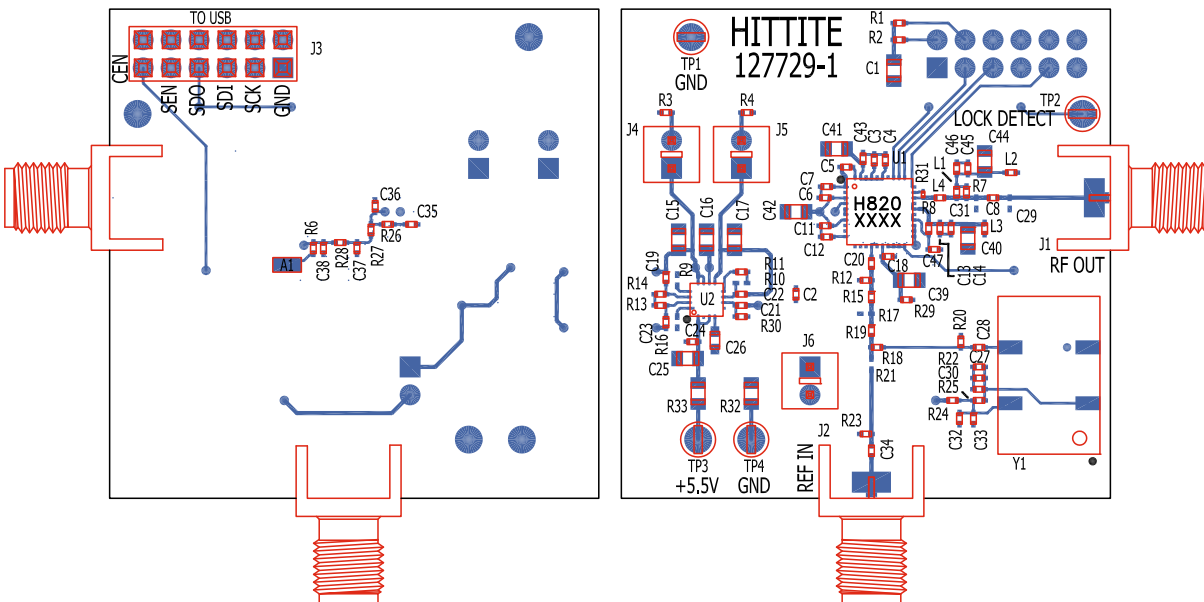 TO USB
J3
CEN
SEN
SDO
SDI
SCK
GND
C36
C35
R6
C38
R28
C37
R27
R26
A1
HITTITE
127729-1
TP1
GND
R1
R2
C1
TP2
LOCK DETECT
R3
R4
J4
J5
C41
C43
C3
C4
U1
C5
C7
C6
C42
C11
C12
H820
XXXX
R31
L1
C46
C45
C44
L2
L4
R7
R8
C31
C8
C29
L3
C40
C47
C13
C14
J1
RF OUT
C15
C16
C17
C19
R9
R11
R10
R14
R13
U2
C22
C21
R30
C2
C23
R16
C24
C25
C26
C20
C18
R12
R15
C39
R29
R17
R19
R18
R21
R20
C28
R22
C27
C30
R25
R24
C32
C33
Y1
J6
R33
R32
R23
C34
J2
REF IN
TP3
+5.5V
TP4
GND